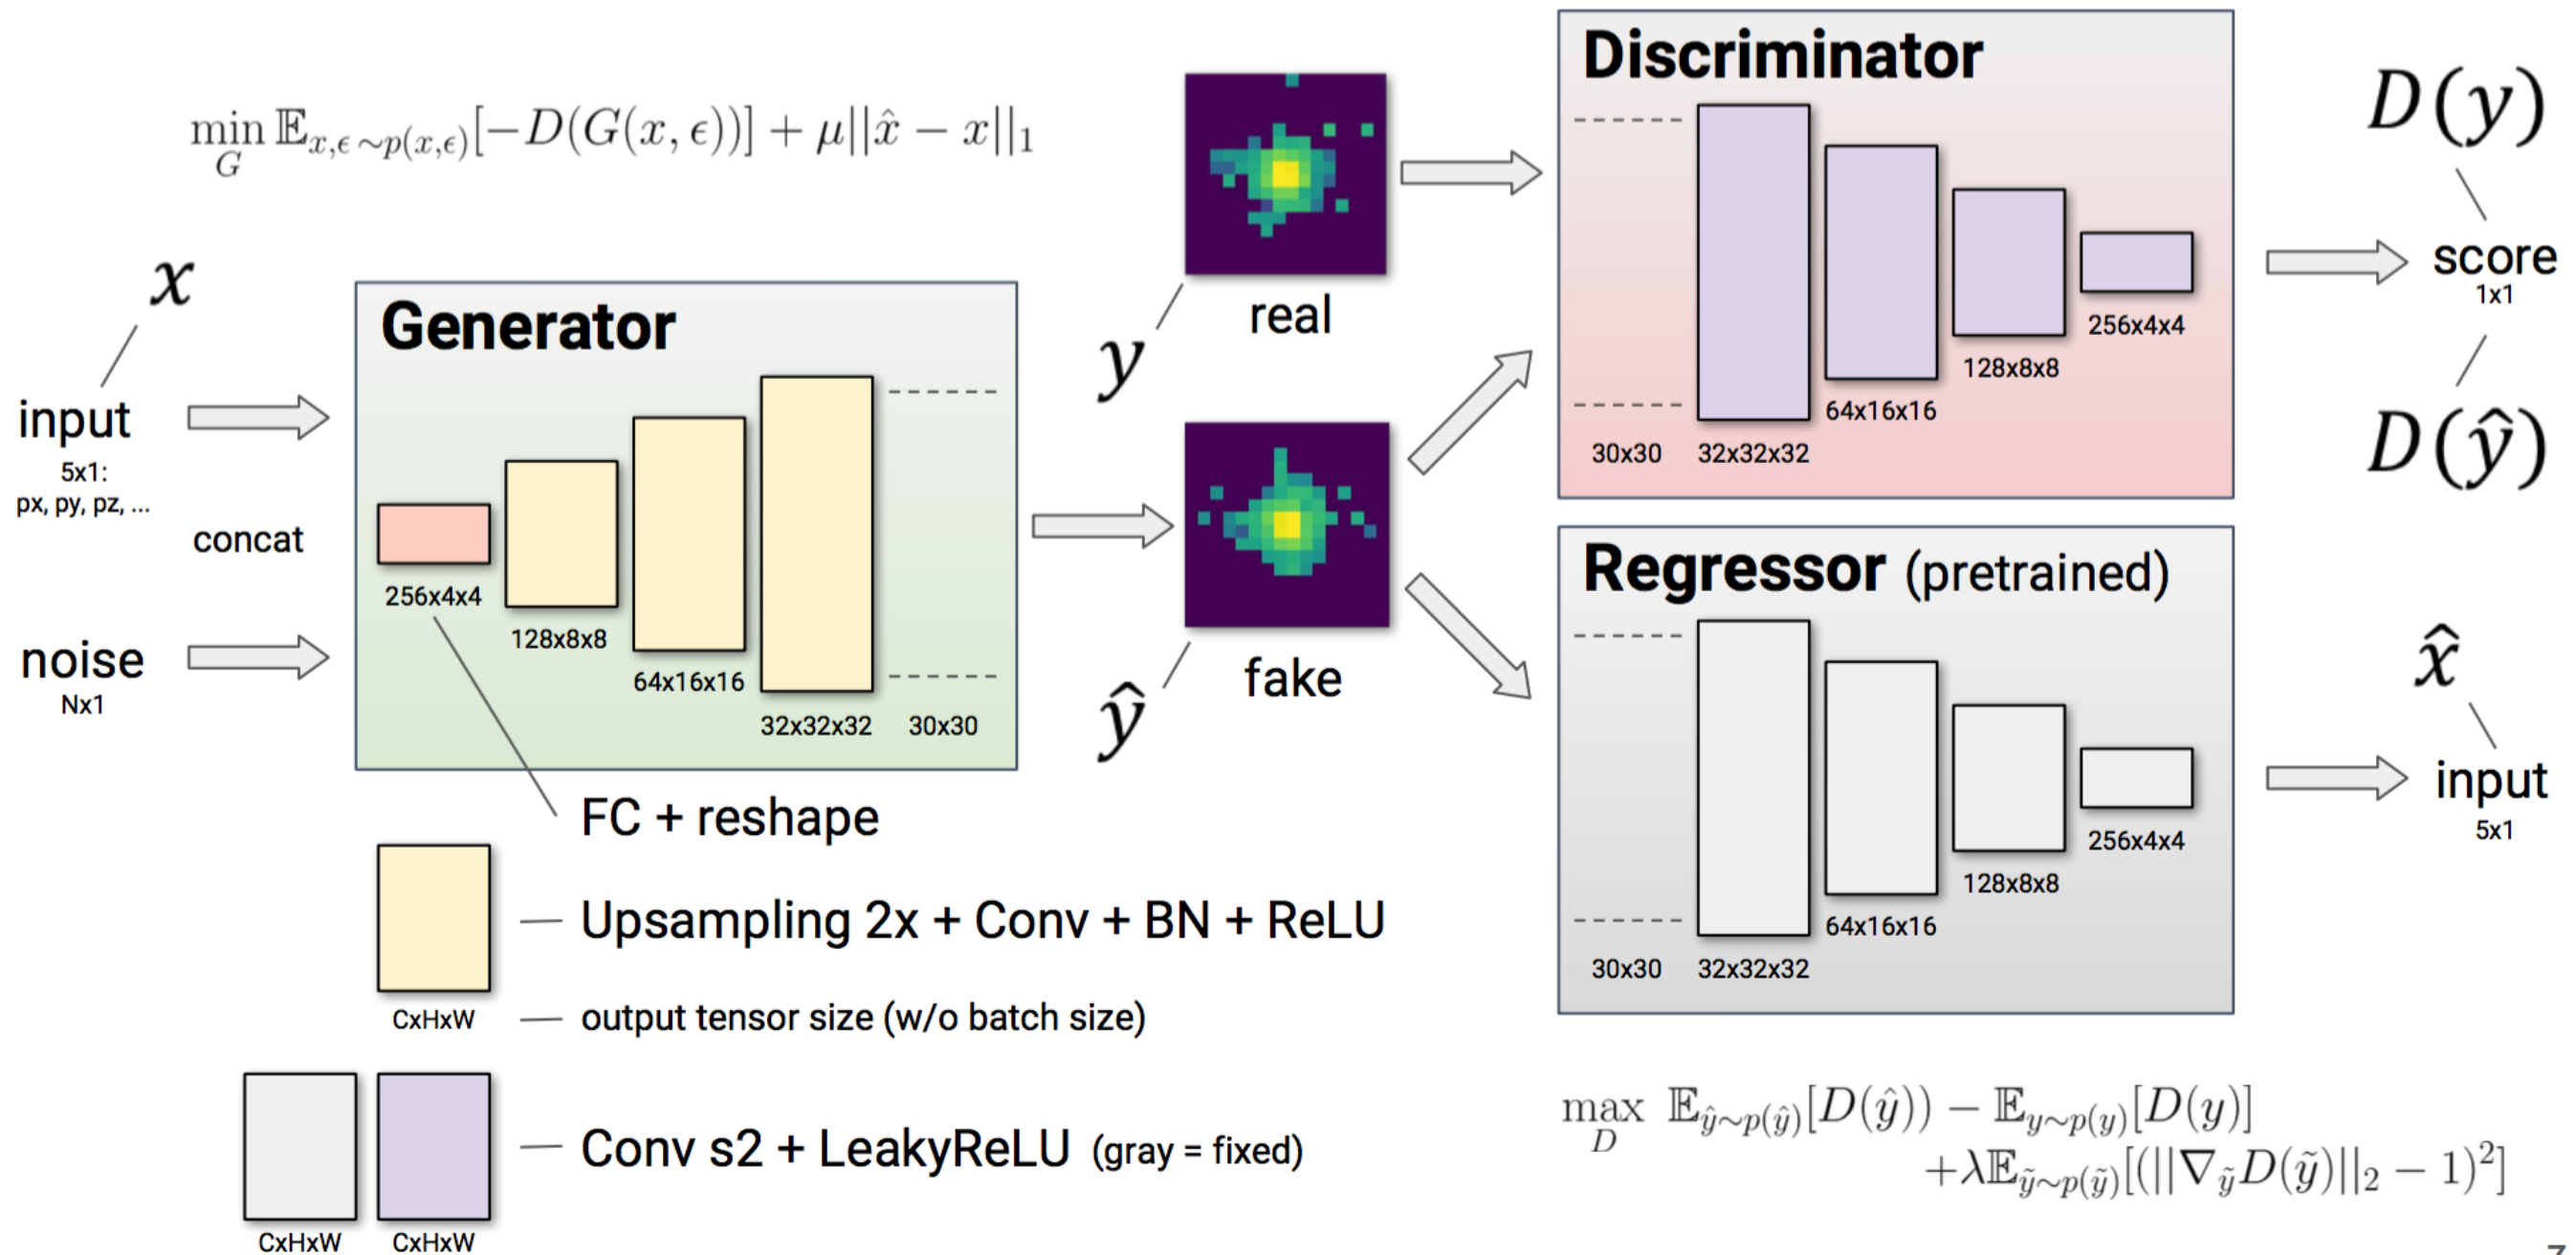 min_G 𝔼_{x,ϵ∼p(x,ϵ)}[−D(G(x, ϵ))] + μ||x̂ − x||_1
x
input
5x1:
px, py, pz, ...
concat
noise
Nx1
Generator
256x4x4
128x8x8
64x16x16
32x32x32
30x30
FC + reshape
Upsampling 2x + Conv + BN + ReLU
CxHxW
output tensor size (w/o batch size)
Conv s2 + LeakyReLU (gray = fixed)
CxHxW
CxHxW
real
y
fake
ŷ
Discriminator
30x30
32x32x32
64x16x16
128x8x8
256x4x4
D(y)
score
1x1
D(ŷ)
Regressor (pretrained)
30x30
32x32x32
64x16x16
128x8x8
256x4x4
x̂
input
5x1
max_D 𝔼_{ŷ∼p(ŷ)}[D(ŷ)) − 𝔼_{y∼p(y)}[D(y)]
+λ𝔼_{ỹ∼p(ỹ)}[(||∇_ỹ D(ỹ)||_2 − 1)^2]